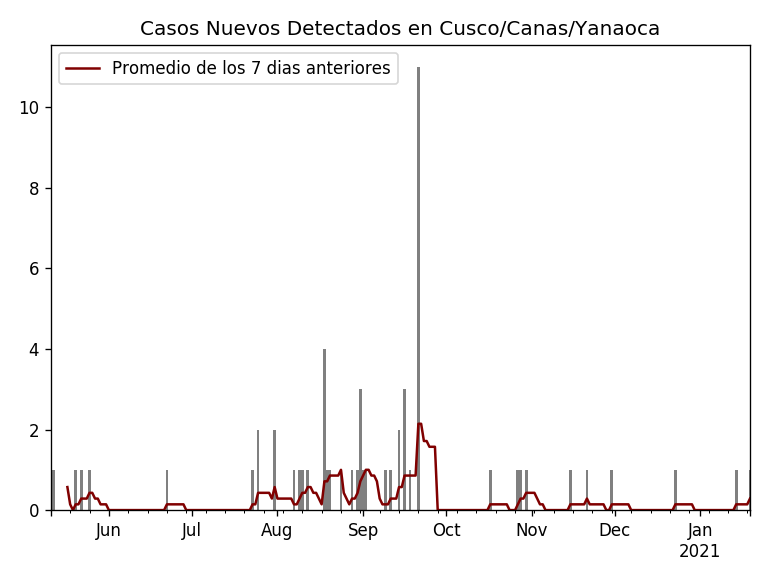 Casos Nuevos Detectados en Cusco/Canas/Yanaoca
Promedio de los 7 dias anteriores
10
8
6
4
2
0
Jun Jul Aug Sep Oct Nov Dec Jan
2021